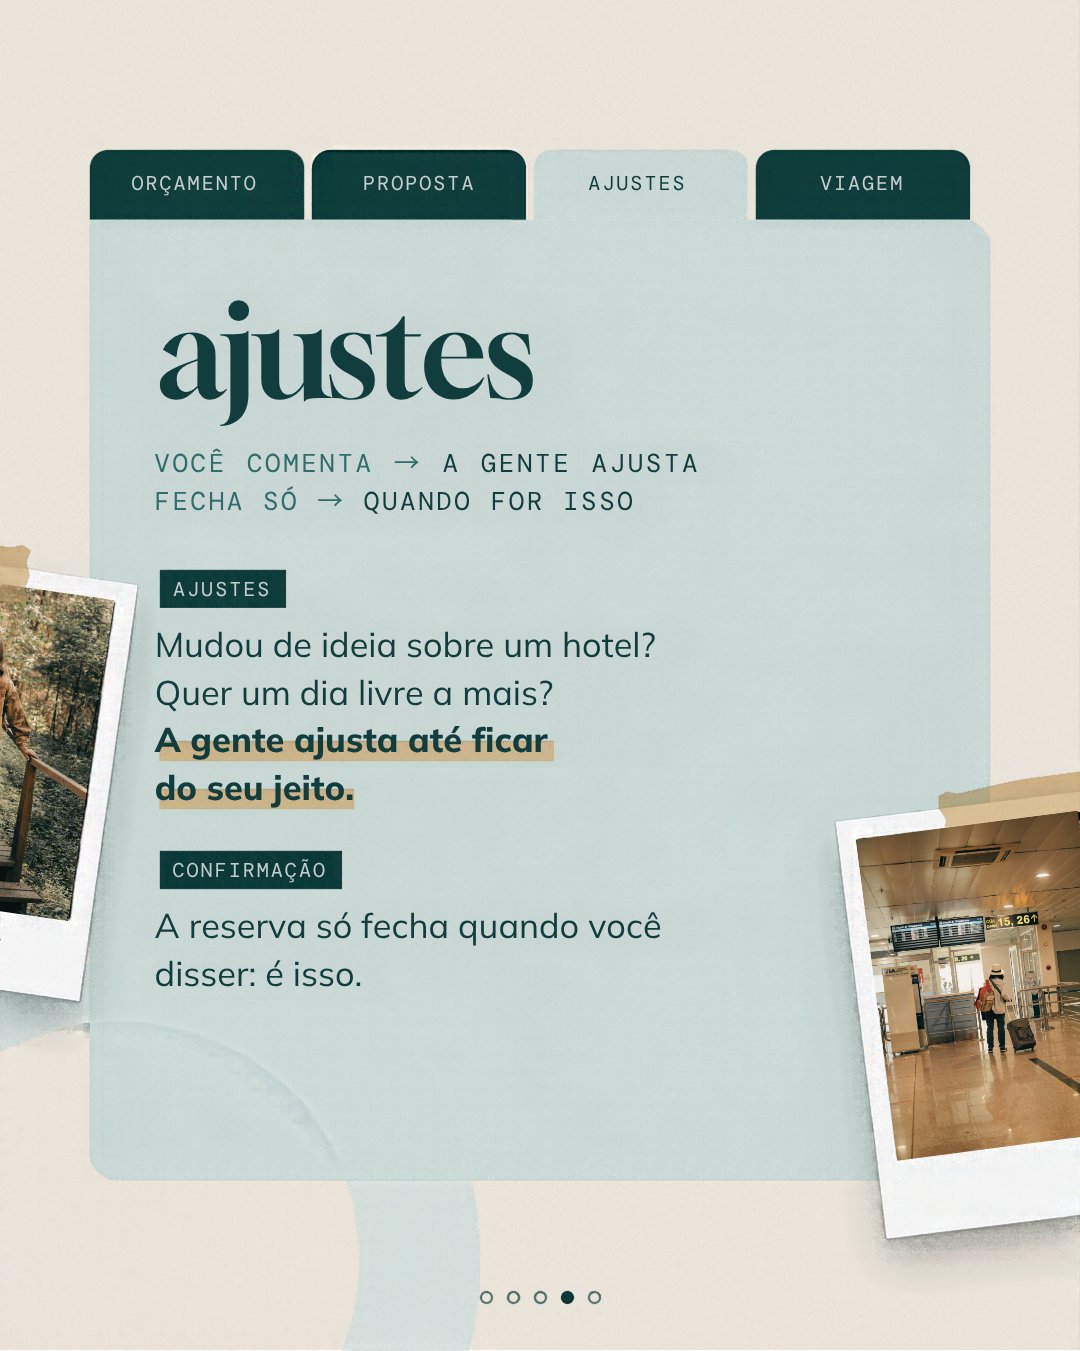 ORÇAMENTO
PROPOSTA
AJUSTES
VIAGEM
ajustes
VOCÊ COMENTA → A GENTE AJUSTA
FECHA SÓ → QUANDO FOR ISSO
AJUSTES
Mudou de ideia sobre um hotel?
Quer um dia livre a mais?
A gente ajusta até ficar
do seu jeito.
CONFIRMAÇÃO
A reserva só fecha quando você
disser: é isso.
15, 26↑